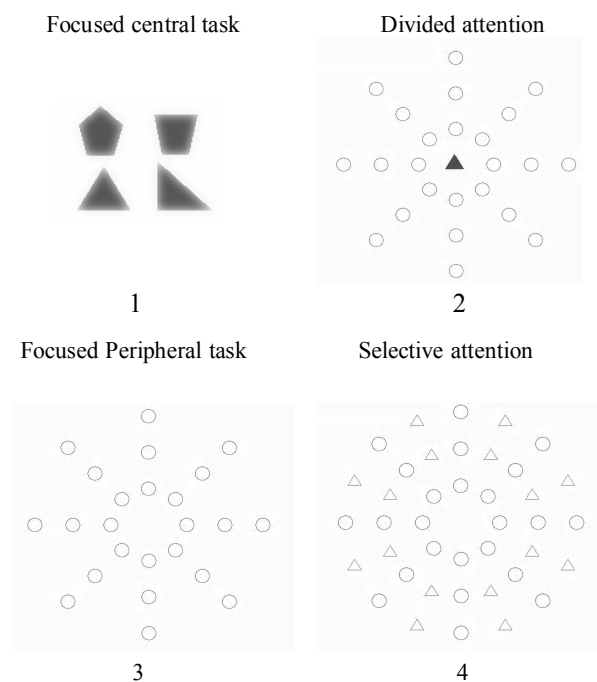 Focused central task
Divided attention
1
2
Focused Peripheral task
Selective attention
3
4